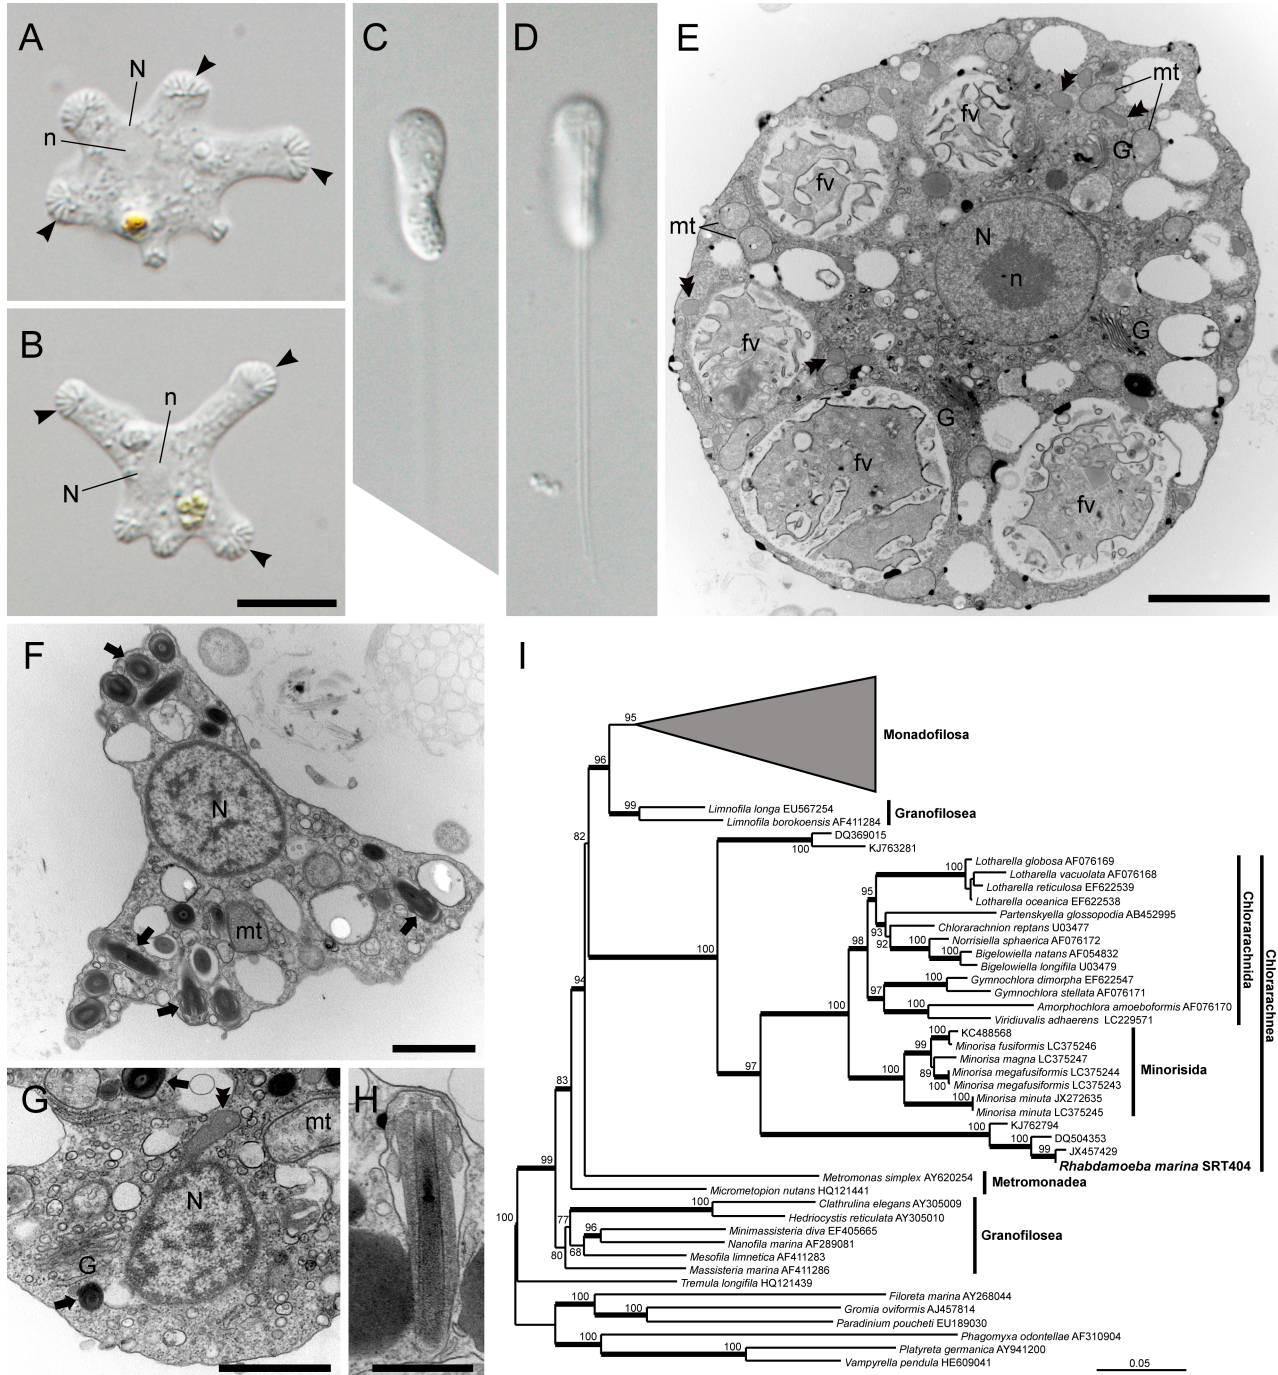 A
N
n
B
n
N
C
D
E
mt
fv
G
fv
mt
N
n
fv
G
G
fv
fv
F
N
mt
G
mt
N
G
H
I
95
Monadofilosa
96
99
Limnofila longa EU567254
Limnofila borokoensis AF411284
Granofilosea
82
DQ369015
100
KJ763281
Lotharella globosa AF076169
100
Lotharella vacuolata AF076168
Lotharella reticulosa EF622539
95
Lotharella oceanica EF622538
Partenskyella glossopodia AB452995
93
Chlorarachnion reptans U03477
92
100
Norrisiella sphaerica AF076172
100
98
100
Bigelowiella natans AF054832
Bigelowiella longifila U03479
Gymnochlora dimorpha EF622547
100
97
Gymnochlora stellata AF076171
94
100
Amorphochlora amoeboformis AF076170
Viridiuvalis adhaerens LC229571
Chlorarachnida
Chlorarachnea
100
100
KC488568
99
Minorisa fusiformis LC375246
Minorisa magna LC375247
97
100
89
Minorisa megafusiformis LC375244
100
Minorisa megafusiformis LC375243
Minorisida
83
100
Minorisa minuta JX272635
Minorisa minuta LC375245
100
KJ762794
100
DQ504353
99
JX457429
Rhabdamoeba marina SRT404
99
Metromonas simplex AY620254
Metromonadea
Micrometopion nutans HQ121441
100
Clathrulina elegans AY305009
100
77
Hedriocystis reticulata AY305010
96
Minimassisteria diva EF405665
Granofilosea
80
68
Nanofila marina AF289081
Mesofila limnetica AF411283
Massisteria marina AF411286
Tremula longifila HQ121439
100
Filoreta marina AY268044
100
Gromia oviformis AJ457814
Paradinium poucheti EU189030
100
Phagomyxa odontellae AF310904
100
Platyreta germanica AY941200
Vampyrella pendula HE609041
0.05